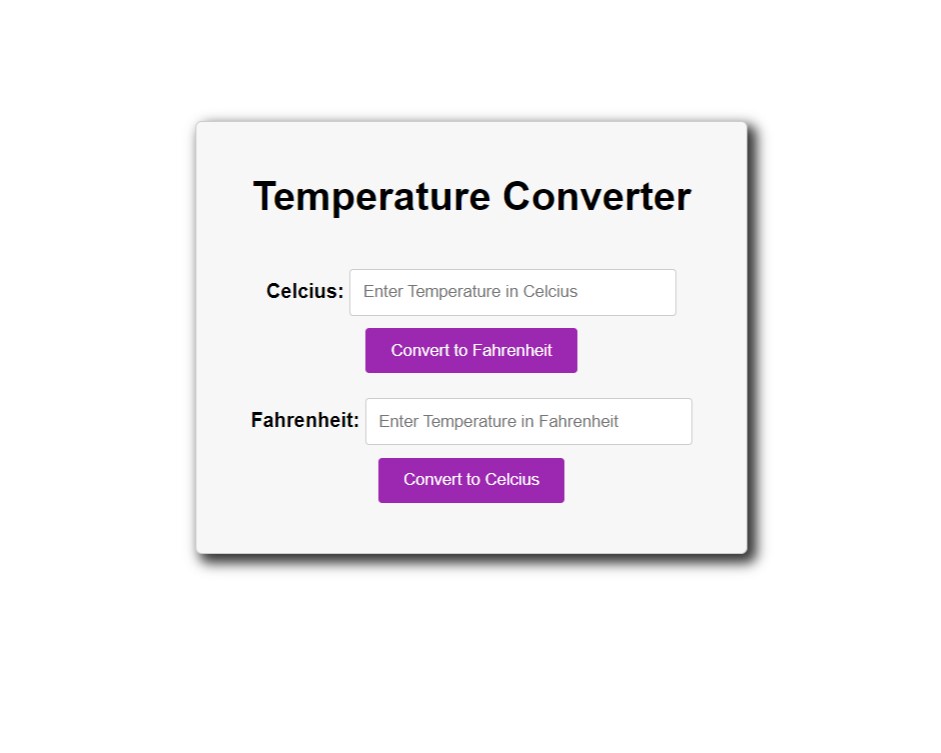 Temperature Converter
Celcius: Enter Temperature in Celcius
Convert to Fahrenheit
Fahrenheit: Enter Temperature in Fahrenheit
Convert to Celcius